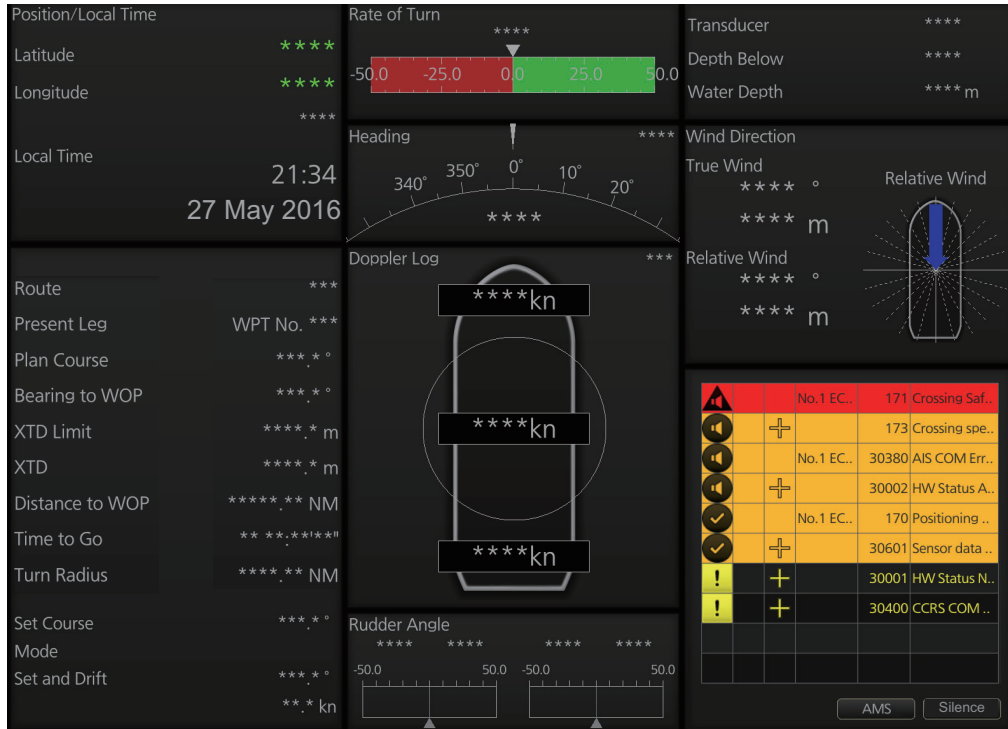 Position/Local Time
Latitude ****
Longitude ****
****
Local Time
21:34
27 May 2016
Route ***
Present Leg WPT No. ***
Plan Course ***.* °
Bearing to WOP ***.* °
XTD Limit ****.* m
XTD ****.* m
Distance to WOP *****.** NM
Time to Go ** **:**'**"
Turn Radius ****.** NM
Set Course ***.* °
Mode
Set and Drift ***.* °
**.* kn
Rate of Turn
****
-50.0 -25.0 0.0 25.0 50.0
Heading ****
340° 350° 0° 10° 20°
****
Doppler Log ***
****kn
****kn
****kn
Rudder Angle
**** **** **** ****
-50.0 50.0 -50.0 50.0
Transducer ****
Depth Below ****
Water Depth **** m
Wind Direction
True Wind
**** °
**** m
Relative Wind
Relative Wind
**** °
**** m
No.1 EC.. 171 Crossing Saf..
173 Crossing spe..
No.1 EC.. 30380 AIS COM Err..
30002 HW Status A..
No.1 EC.. 170 Positioning ..
30601 Sensor data ..
30001 HW Status N..
30400 CCRS COM ..
AMS Silence